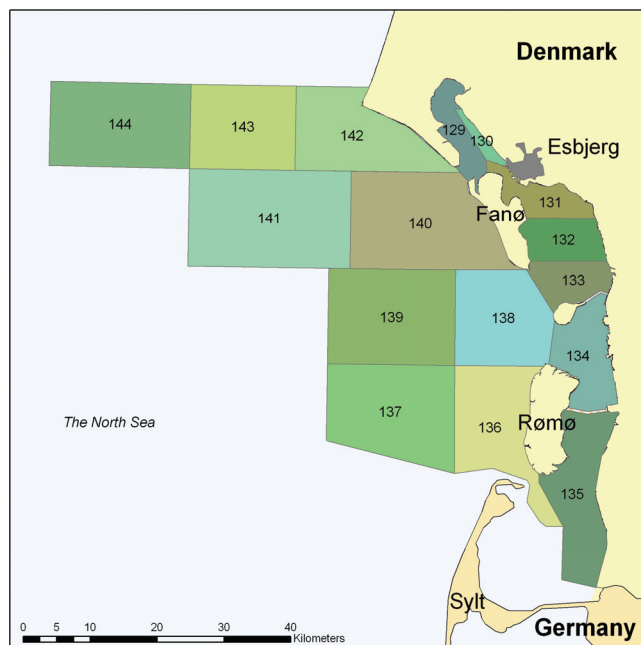 Denmark
144
143
142
129
130
Esbjerg
141
140
Fanø
131
132
133
139
138
134
137
136
Rømø
The North Sea
135
Sylt
Germany
0 5 10 20 30 40
Kilometers